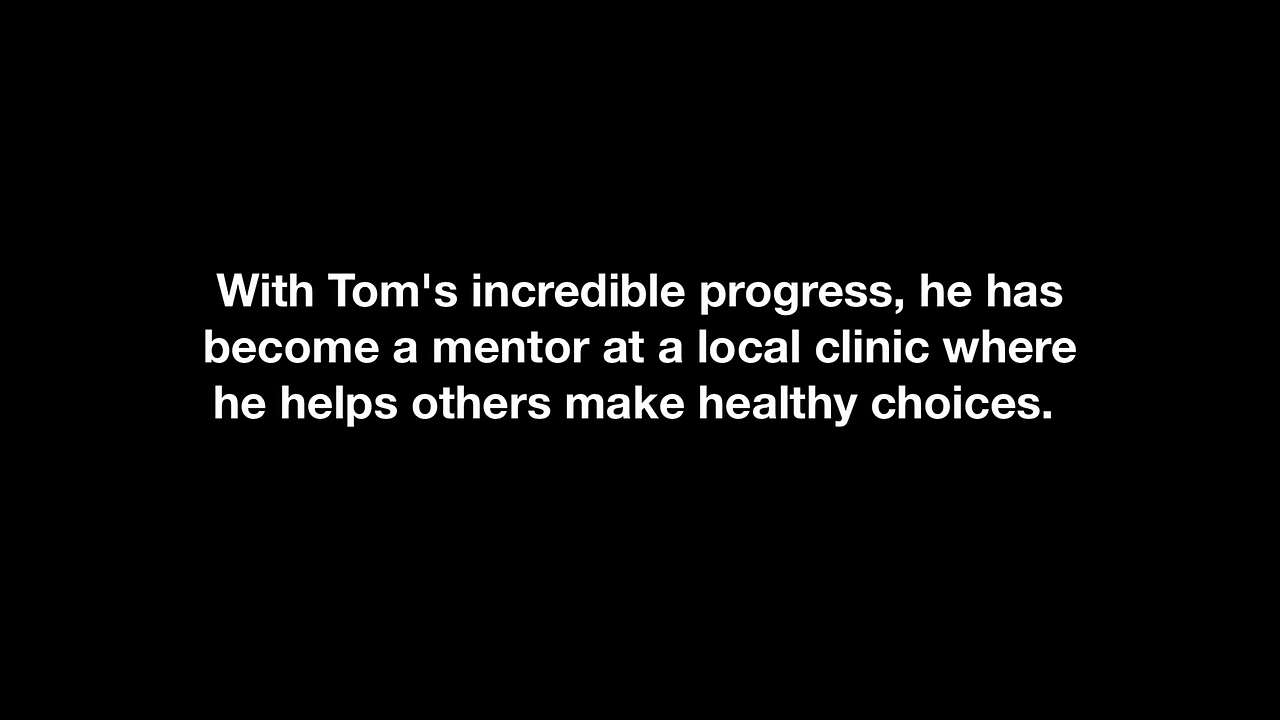 With Tom's incredible progress, he has
become a mentor at a local clinic where
he helps others make healthy choices.